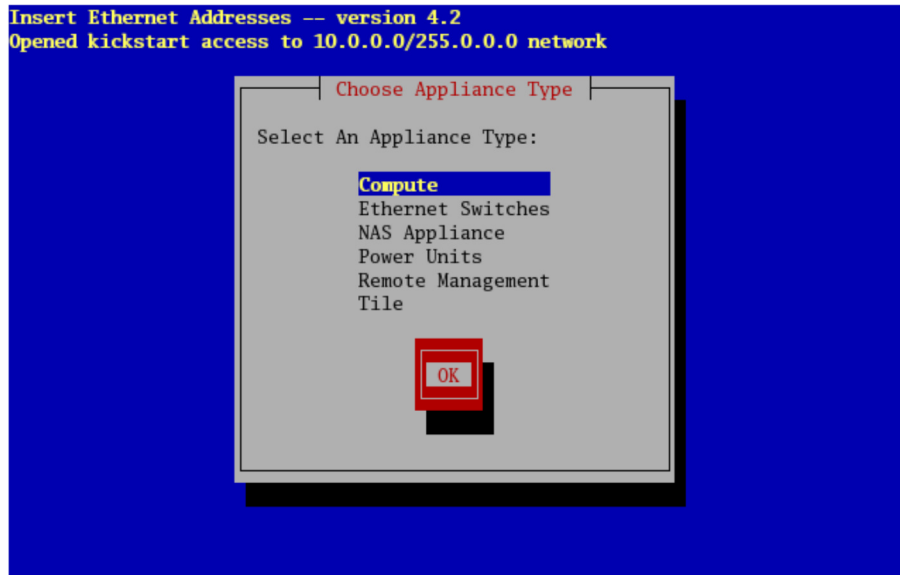 Insert Ethernet Addresses -- version 4.2
Opened kickstart access to 10.0.0.0/255.0.0.0 network
Choose Appliance Type
Select An Appliance Type:
Compute
Ethernet Switches
NAS Appliance
Power Units
Remote Management
Tile
OK